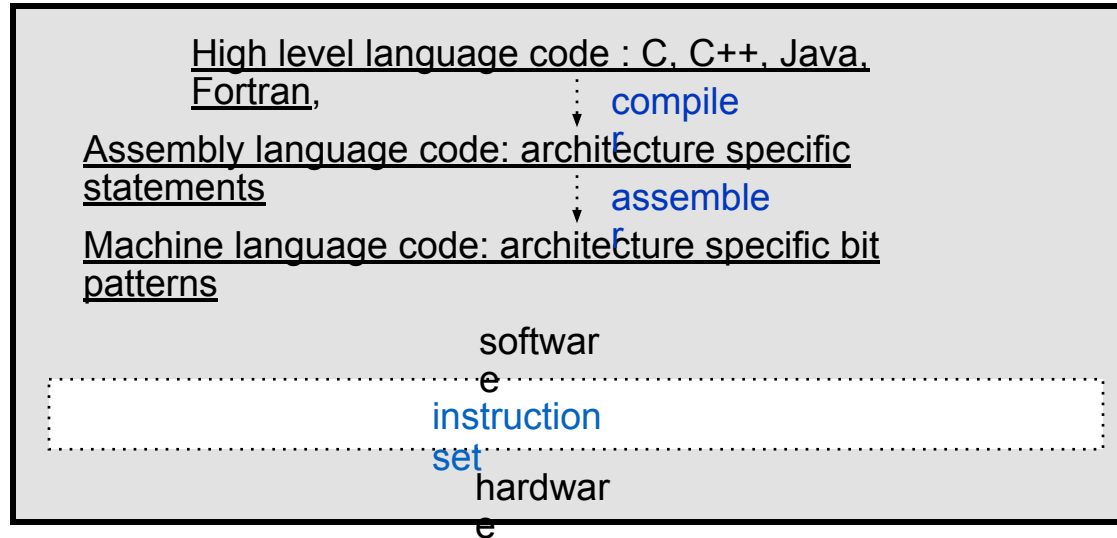 High level language code : C, C++, Java,
Fortran,
compile
r
Assembly language code: architecture specific
statements
assemble
r
Machine language code: architecture specific bit
patterns
softwar
e
instruction
set
hardwar
e